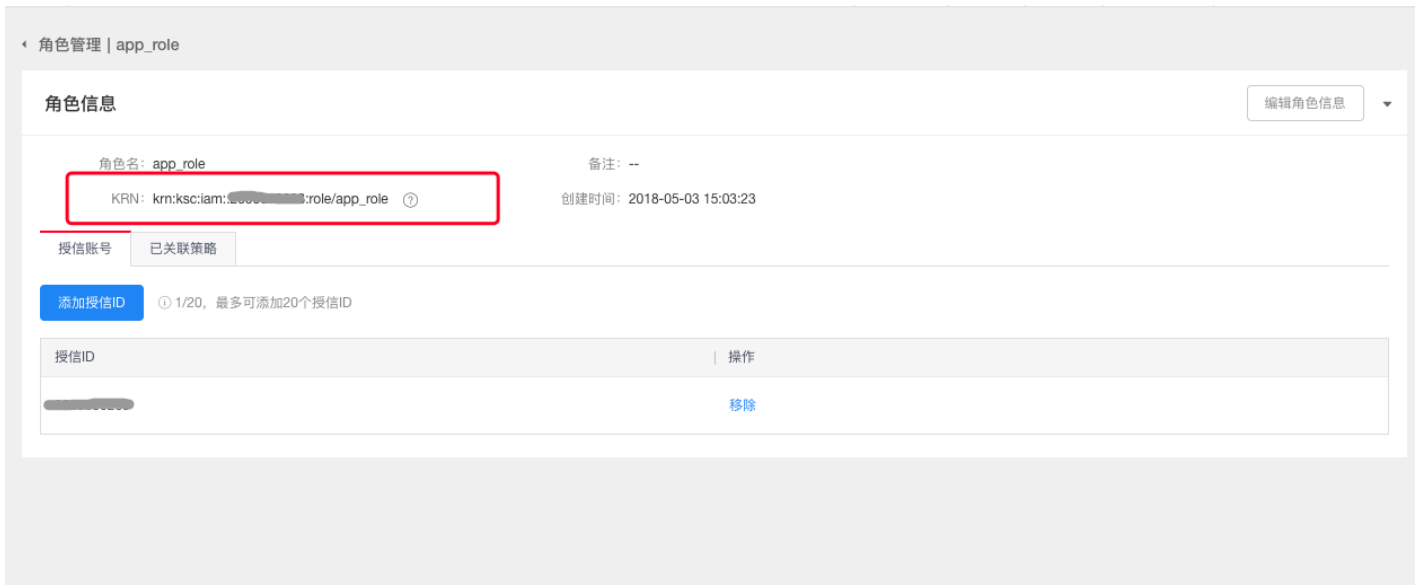 角色管理 | app_role
角色信息
编辑角色信息
角色名： app_role
备注： --
KRN： krn:ksc:iam:: :role/app_role ?
创建时间： 2018-05-03 15:03:23
授信账号
已关联策略
添加授信ID
1/20，最多可添加20个授信ID
授信ID
操作
移除